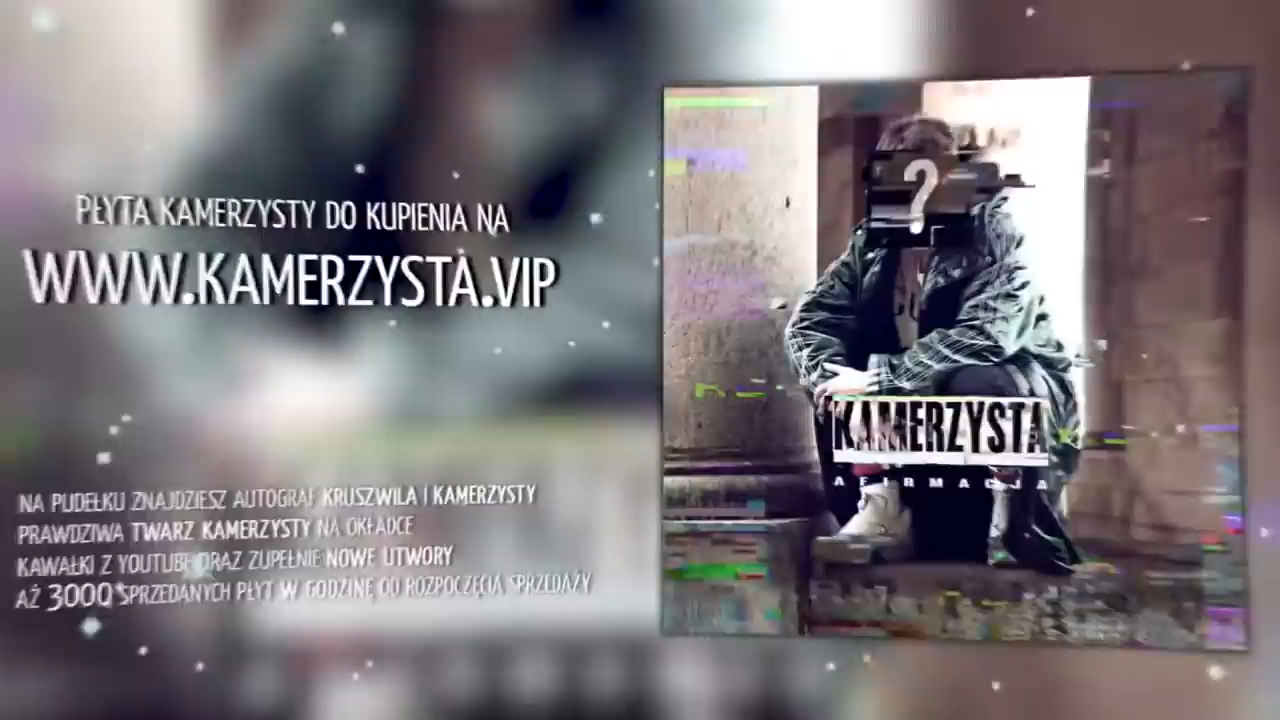 PŁYTA KAMERZYSTY DO KUPIENIA NA
WWW.KAMERZYSTA.VIP
NA PUDEŁKU ZNAJDZIESZ AUTOGRAF KRUSZWILA I KAMERZYSTY
PRAWDZIWA TWARZ KAMERZYSTY NA OKŁADCE
KAWAŁKI Z YOUTUBE ORAZ ZUPEŁNIE NOWE UTWORY
AŻ 3000 SPRZEDANYCH PŁYT W GODZINĘ OD ROZPOCZĘCIA SPRZEDAŻY
?
KAMERZYSTA
AFIRMACJA